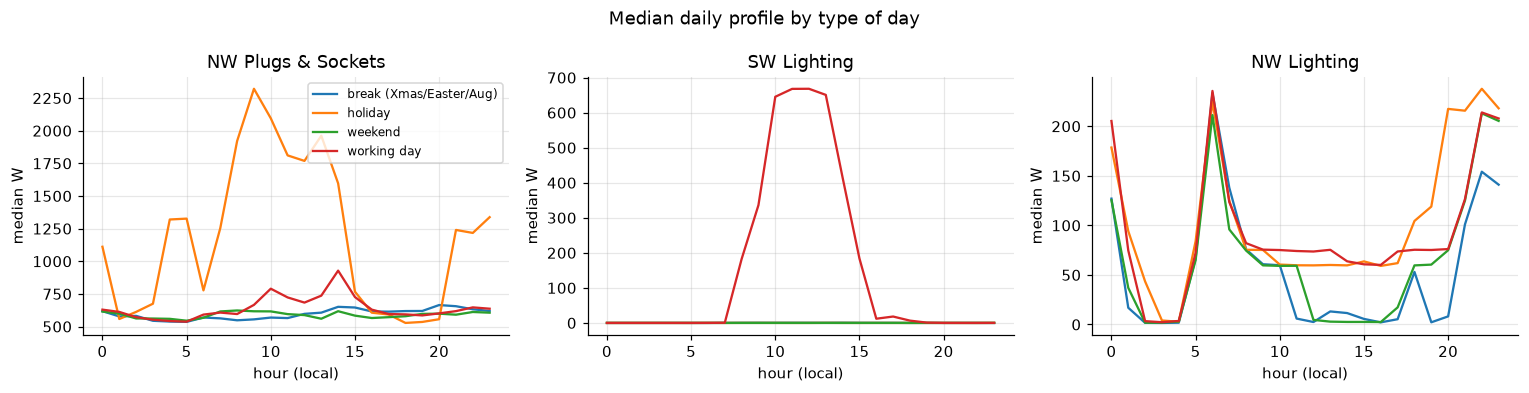 Median daily profile by type of day
NW Plugs & Sockets
median W
2250
2000
1750
1500
1250
1000
750
500
0
5
10
15
20
hour (local)
break (Xmas/Easter/Aug)
holiday
weekend
working day
SW Lighting
median W
700
600
500
400
300
200
100
0
0
5
10
15
20
hour (local)
NW Lighting
median W
200
150
100
50
0
0
5
10
15
20
hour (local)